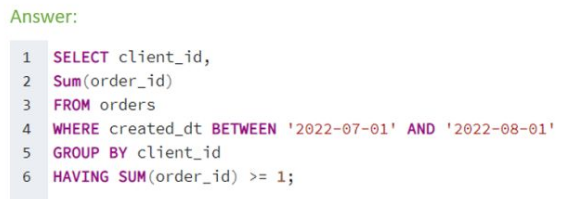 Answer:
1 SELECT client_id,
2 Sum(order_id)
3 FROM orders
4 WHERE created_dt BETWEEN '2022-07-01' AND '2022-08-01'
5 GROUP BY client_id
6 HAVING SUM(order_id) >= 1;